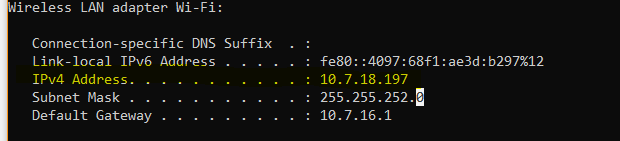 Wireless LAN adapter Wi-Fi:
Connection-specific DNS Suffix  . :
Link-local IPv6 Address . . . . . : fe80::4097:68f1:ae3d:b297%12
IPv4 Address. . . . . . . . . . . : 10.7.18.197
Subnet Mask . . . . . . . . . . . : 255.255.252.0
Default Gateway . . . . . . . . . : 10.7.16.1